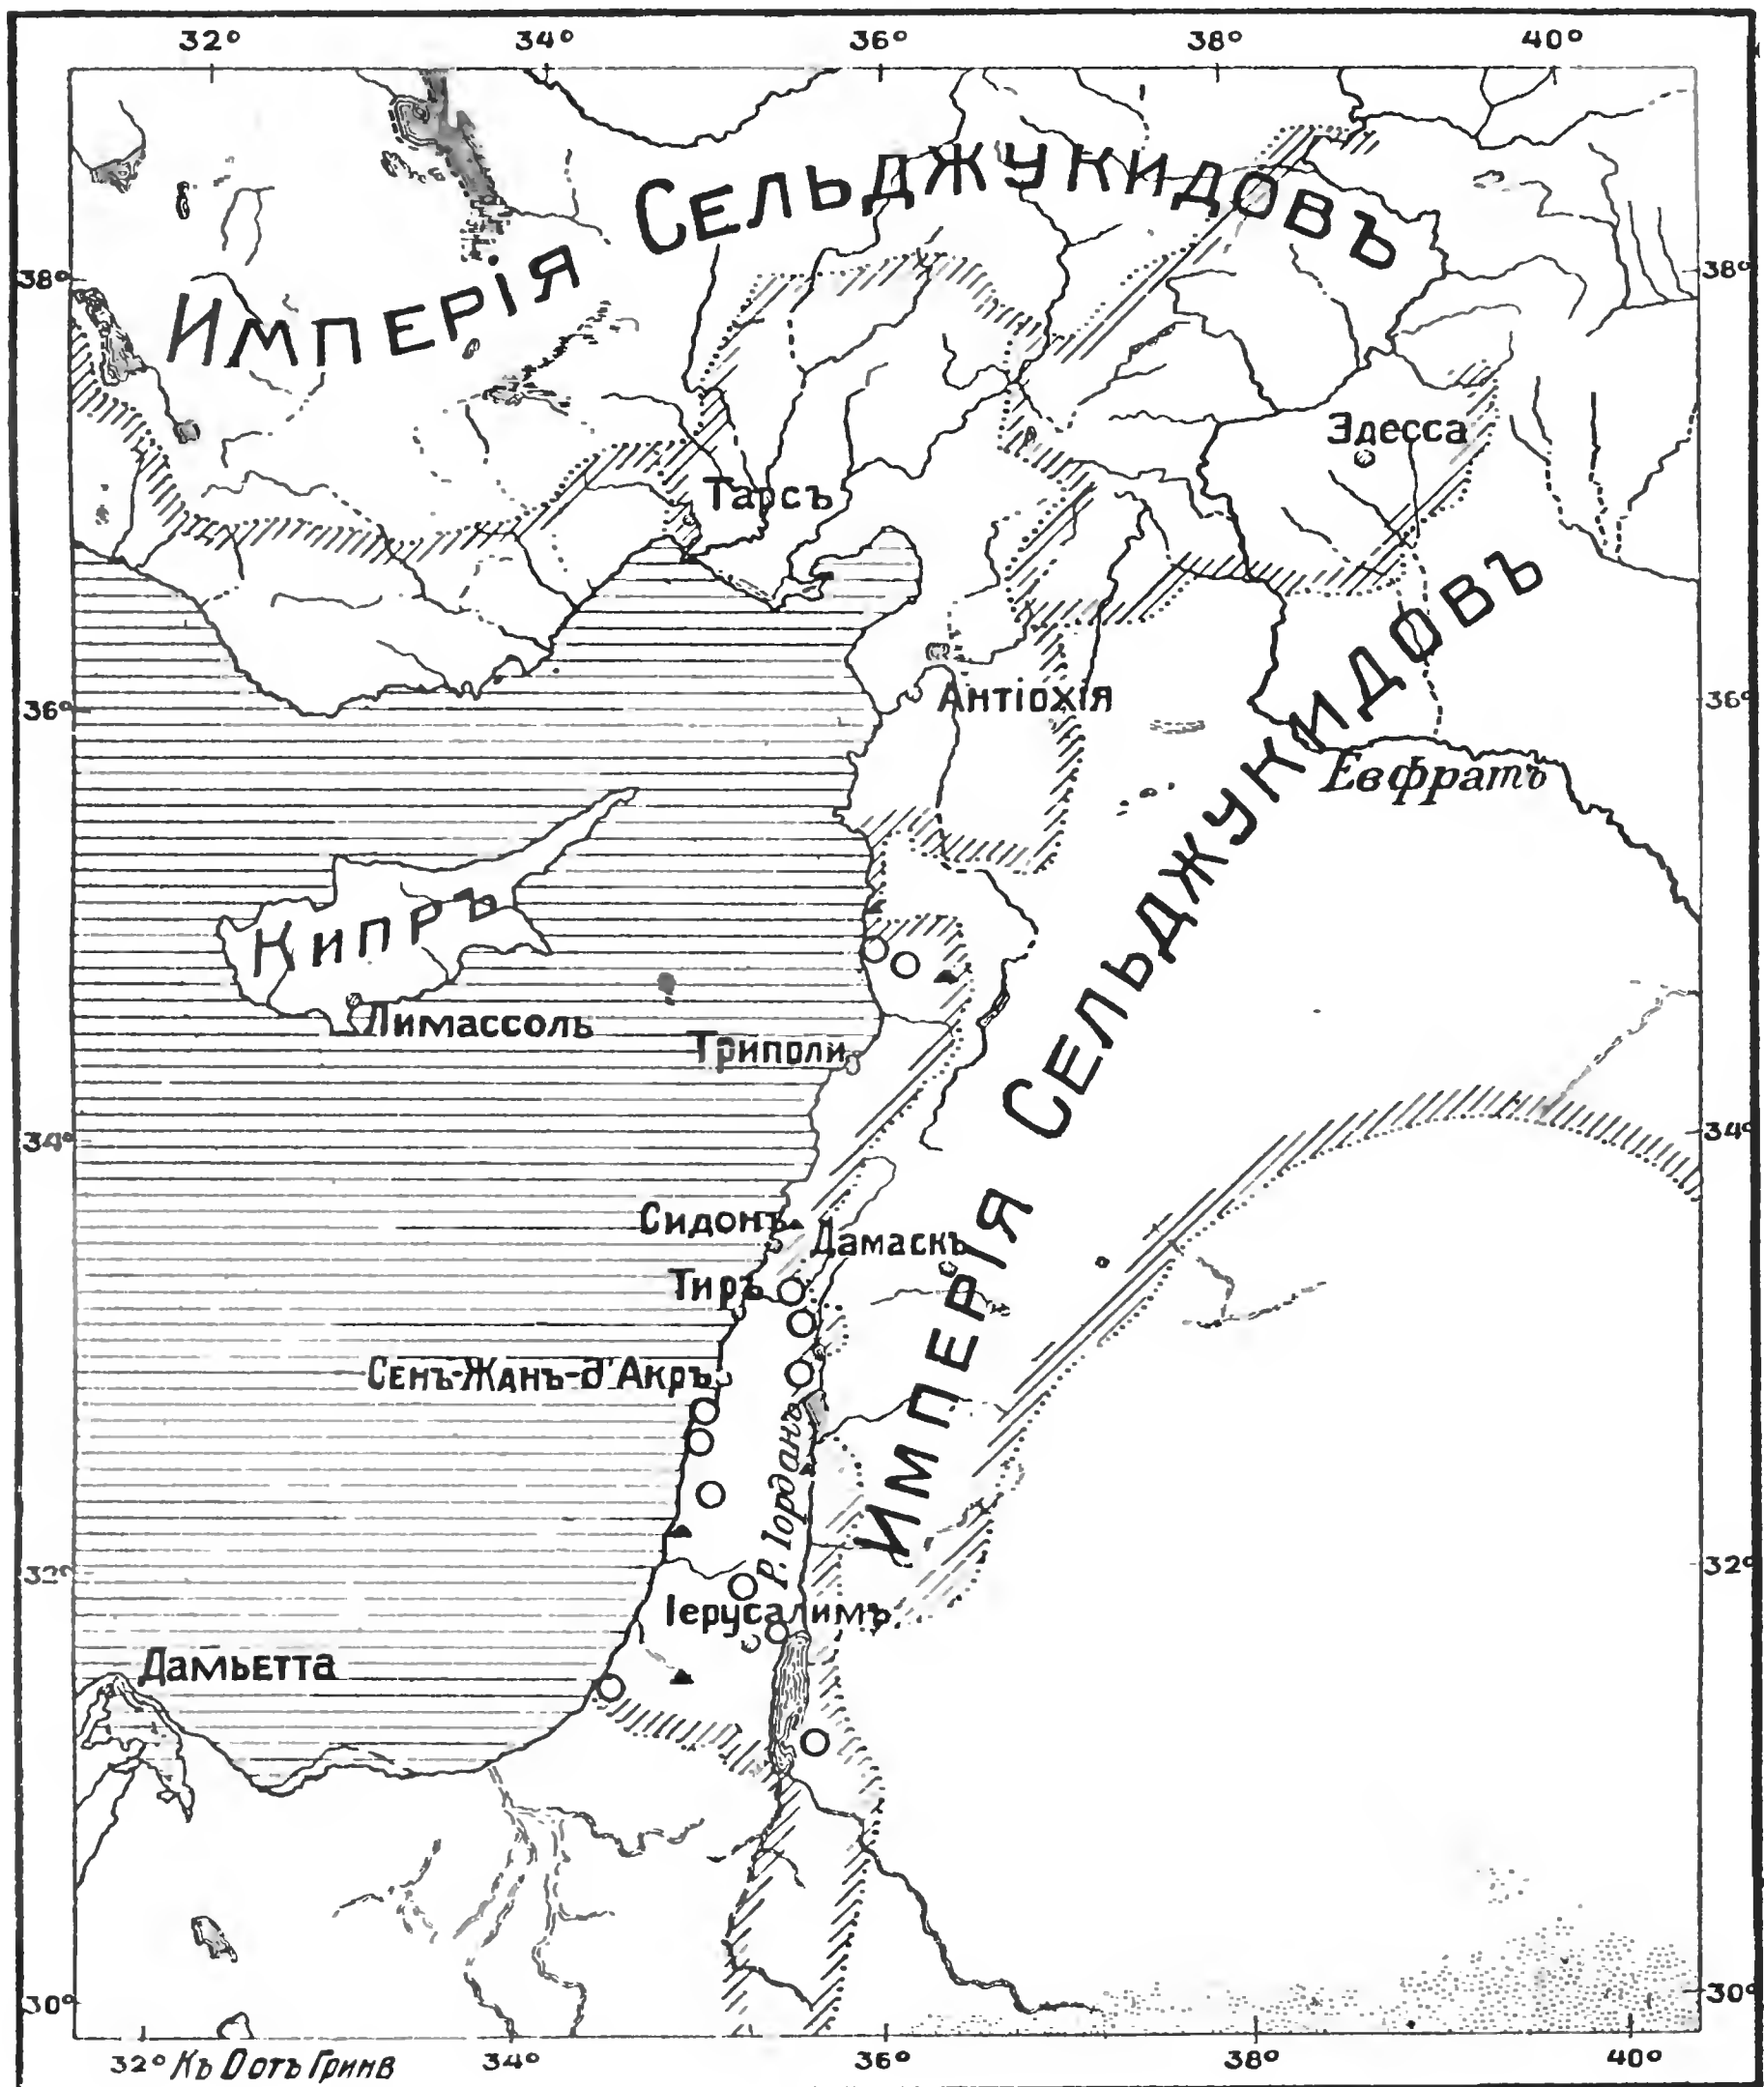 32° 34° 36° 38° 40°
Имперія Сельджукидовъ
38° 38°
Эдесса
Тарсъ
Имперія Сельджукидовъ
Антіохія
36° 36°
Евфратъ
Кипръ
Лимассоль
Триполи
34° 34°
Сидонъ
Дамаскъ
Тиръ
Сенъ-Жанъ-д'Акръ
Р. Іорданъ
32° 32°
Іерусалимъ
Дамьетта
30° 30°
32° Къ О отъ Гринв 34° 36° 38° 40°